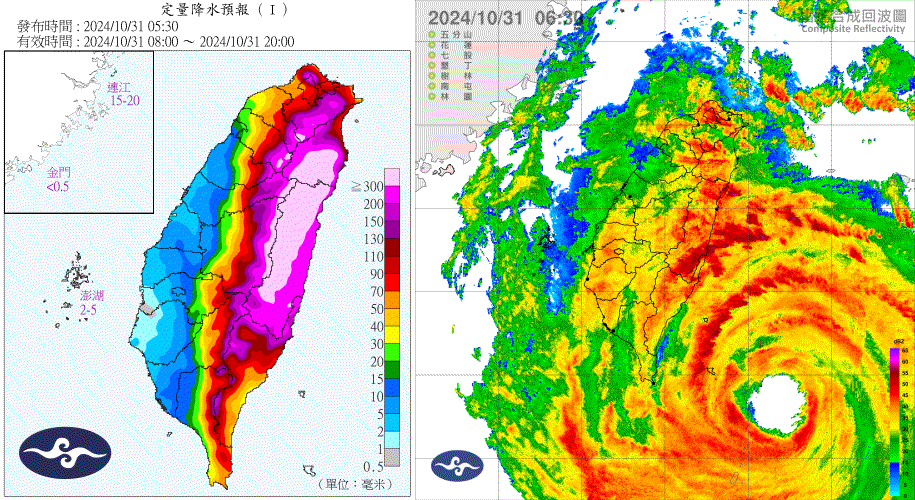 定量降水預報 ( I )
發布時間 : 2024/10/31 05:30
有效時間 : 2024/10/31 08:00 ～ 2024/10/31 20:00
連江
15-20
金門
<0.5
澎湖
2-5
≧ 300
200
150
130
110
90
70
50
40
30
20
15
10
5
2
1
0.5
(單位：毫米)
2024/10/31 06:30
合成回波圖
Composite Reflectivity
五分山
花蓮
七股
墾丁
樹林
南屯
林園
dBZ
65
60
55
50
45
40
35
30
25
20
15
10
5